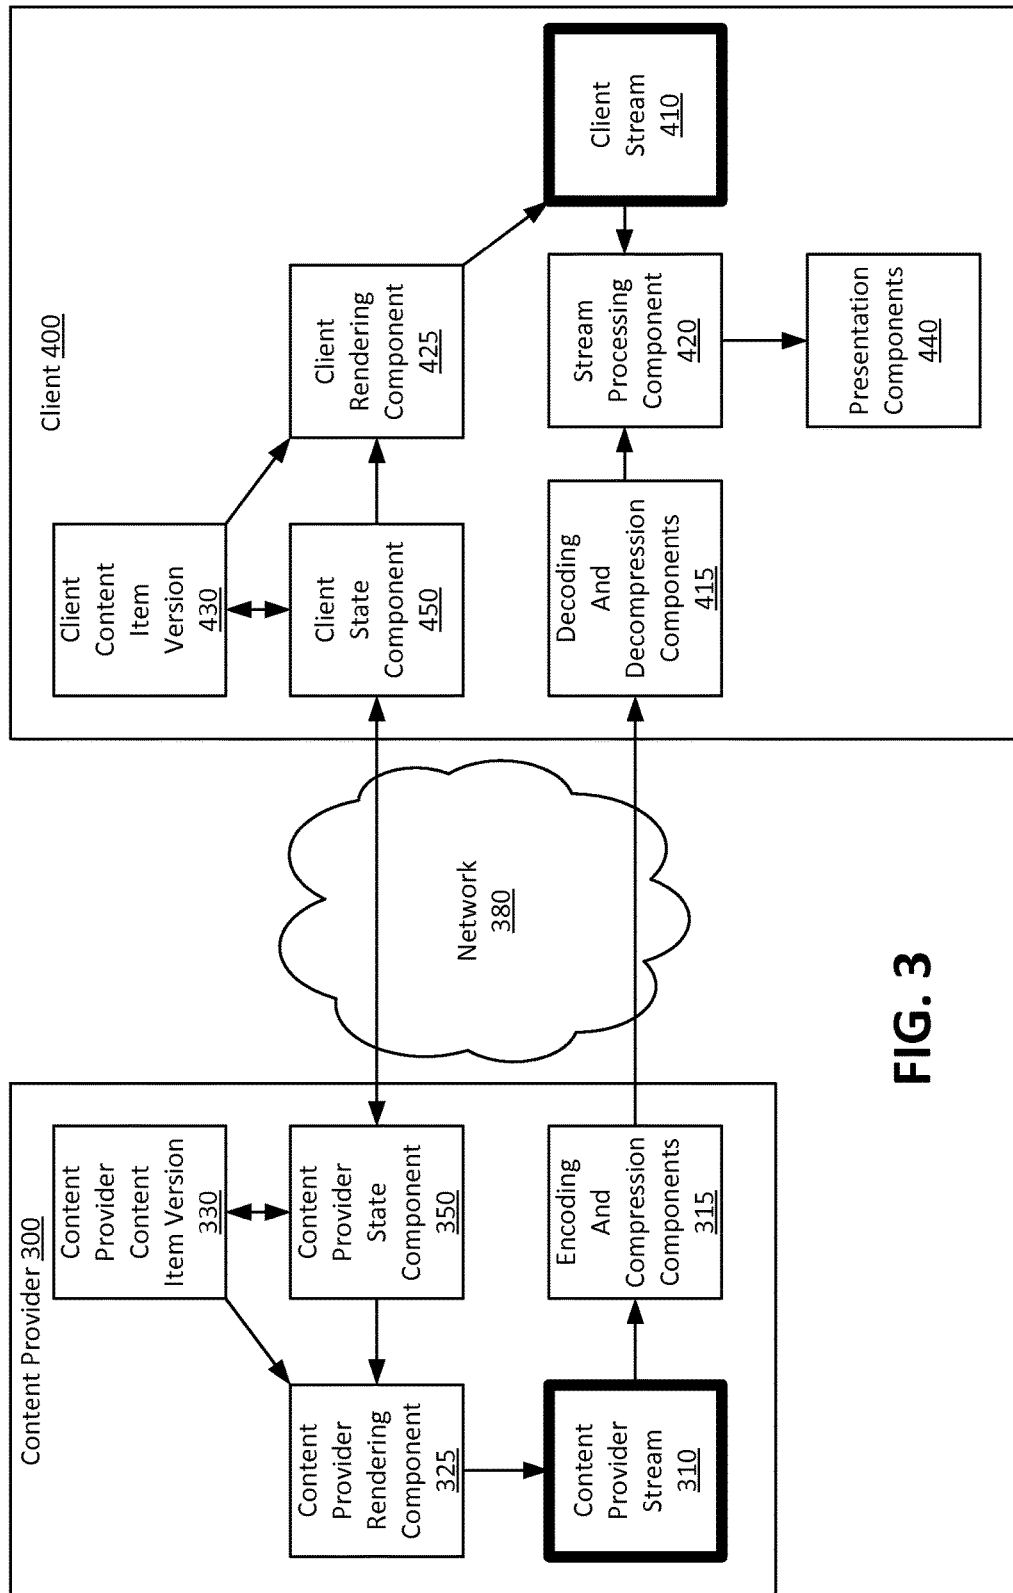 Content Provider 300
Content
Provider
Content
Item Version
330
Content
Provider
State
Component
350
Content
Provider
Rendering
Component
325
Content
Provider
Stream
310
Encoding
And
Compression
Components
315
Network
380
Client 400
Client
Content
Item
Version
430
Client
State
Component
450
Client
Rendering
Component
425
Client
Stream
410
Decoding
And
Decompression
Components
415
Stream
Processing
Component
420
Presentation
Components
440
FIG. 3